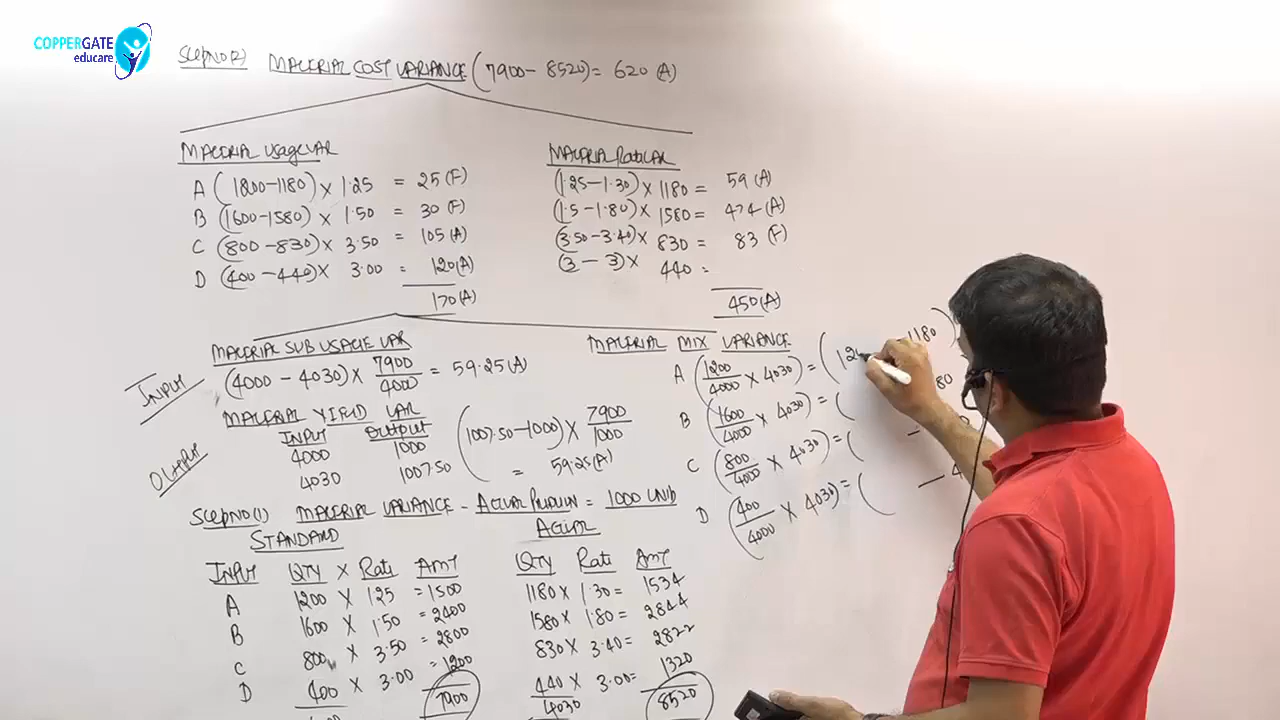 COPPERGATE
educare
MATERIAL COST VARIANCE (7900 - 8520) = 620 (A)
MATERIAL Usage VAR
A (1200-1180) × 1.25 = 25 (F)
B (1600-1580) × 1.50 = 30 (F)
C (800-830) × 3.50 = 105 (A)
D (400-440) × 3.00 = 120 (A)
170 (A)
MATERIAL Rate VAR
(1.25-1.30) × 1180 = 59 (A)
(1.5-1.80) × 1580 = 474 (A)
(3.50-3.40) × 830 = 83 (F)
(3-3) × 440 =
450 (A)
INPUT
MATERIAL SUB USAGE VAR
(4000 - 4030) × 7900/4000 = 59.25 (A)
OUTPUT
MATERIAL YIELD VAR
INPUT OUTPUT
4000 1000
4030 1007.50
(1007.50-1000) × 7900/1000
= 59.25 (A)
MATERIAL MIX VARIANCE
A (1200/4000 × 4030) = ( 1180)
B (1600/4000 × 4030) = ( 80
C (800/4000 × 4030) = ( -
D (400/4000 × 4030) = ( - 4
MATERIAL VARIANCE - ACTUAL = 1000 Units
STANDARD
ACTUAL
INPUT QTY × Rate AMT
A 1200 × 1.25 = 1500
B 1600 × 1.50 = 2400
C 800 × 3.50 = 2800
D 400 × 3.00 = 1200
7900
QTY Rate AMT
1180 × 1.30 = 1534
1580 × 1.80 = 2844
830 × 3.40 = 2822
440 × 3.00 = 1320
4030 8520